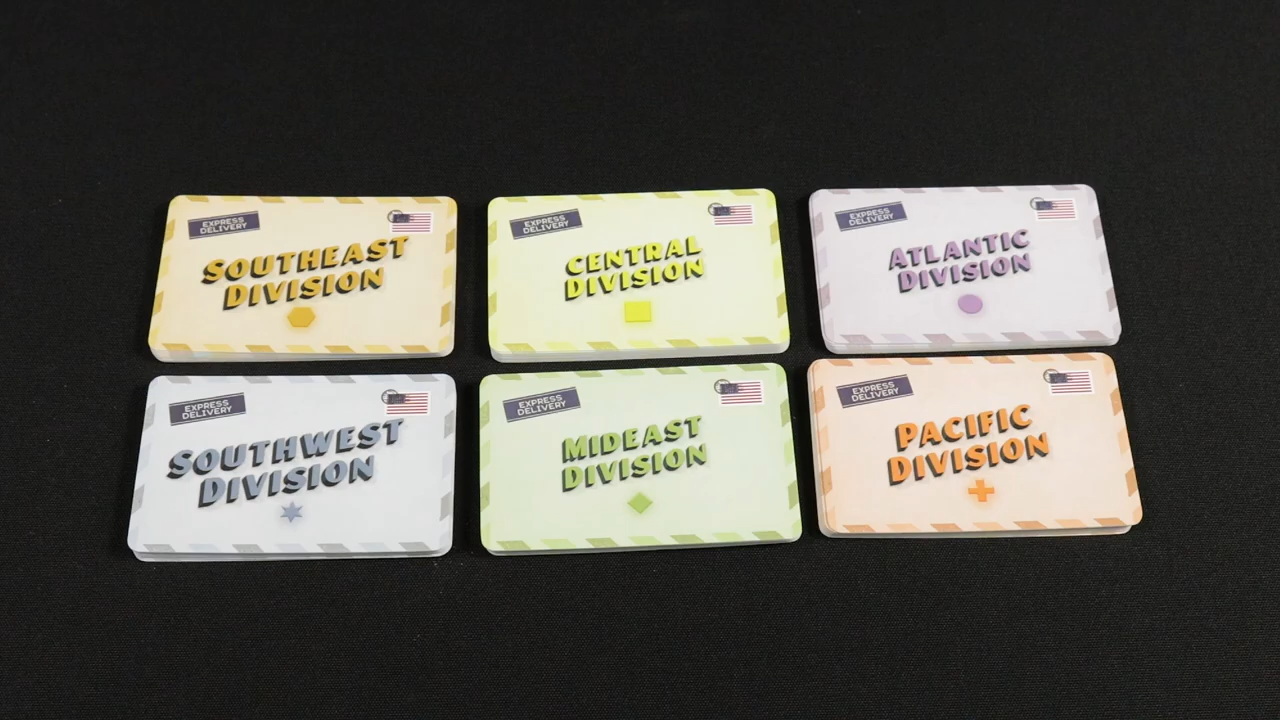 EXPRESS
DELIVERY
SOUTHEAST
DIVISION
EXPRESS
DELIVERY
CENTRAL
DIVISION
EXPRESS
DELIVERY
ATLANTIC
DIVISION
EXPRESS
DELIVERY
SOUTHWEST
DIVISION
EXPRESS
DELIVERY
MIDEAST
DIVISION
EXPRESS
DELIVERY
PACIFIC
DIVISION